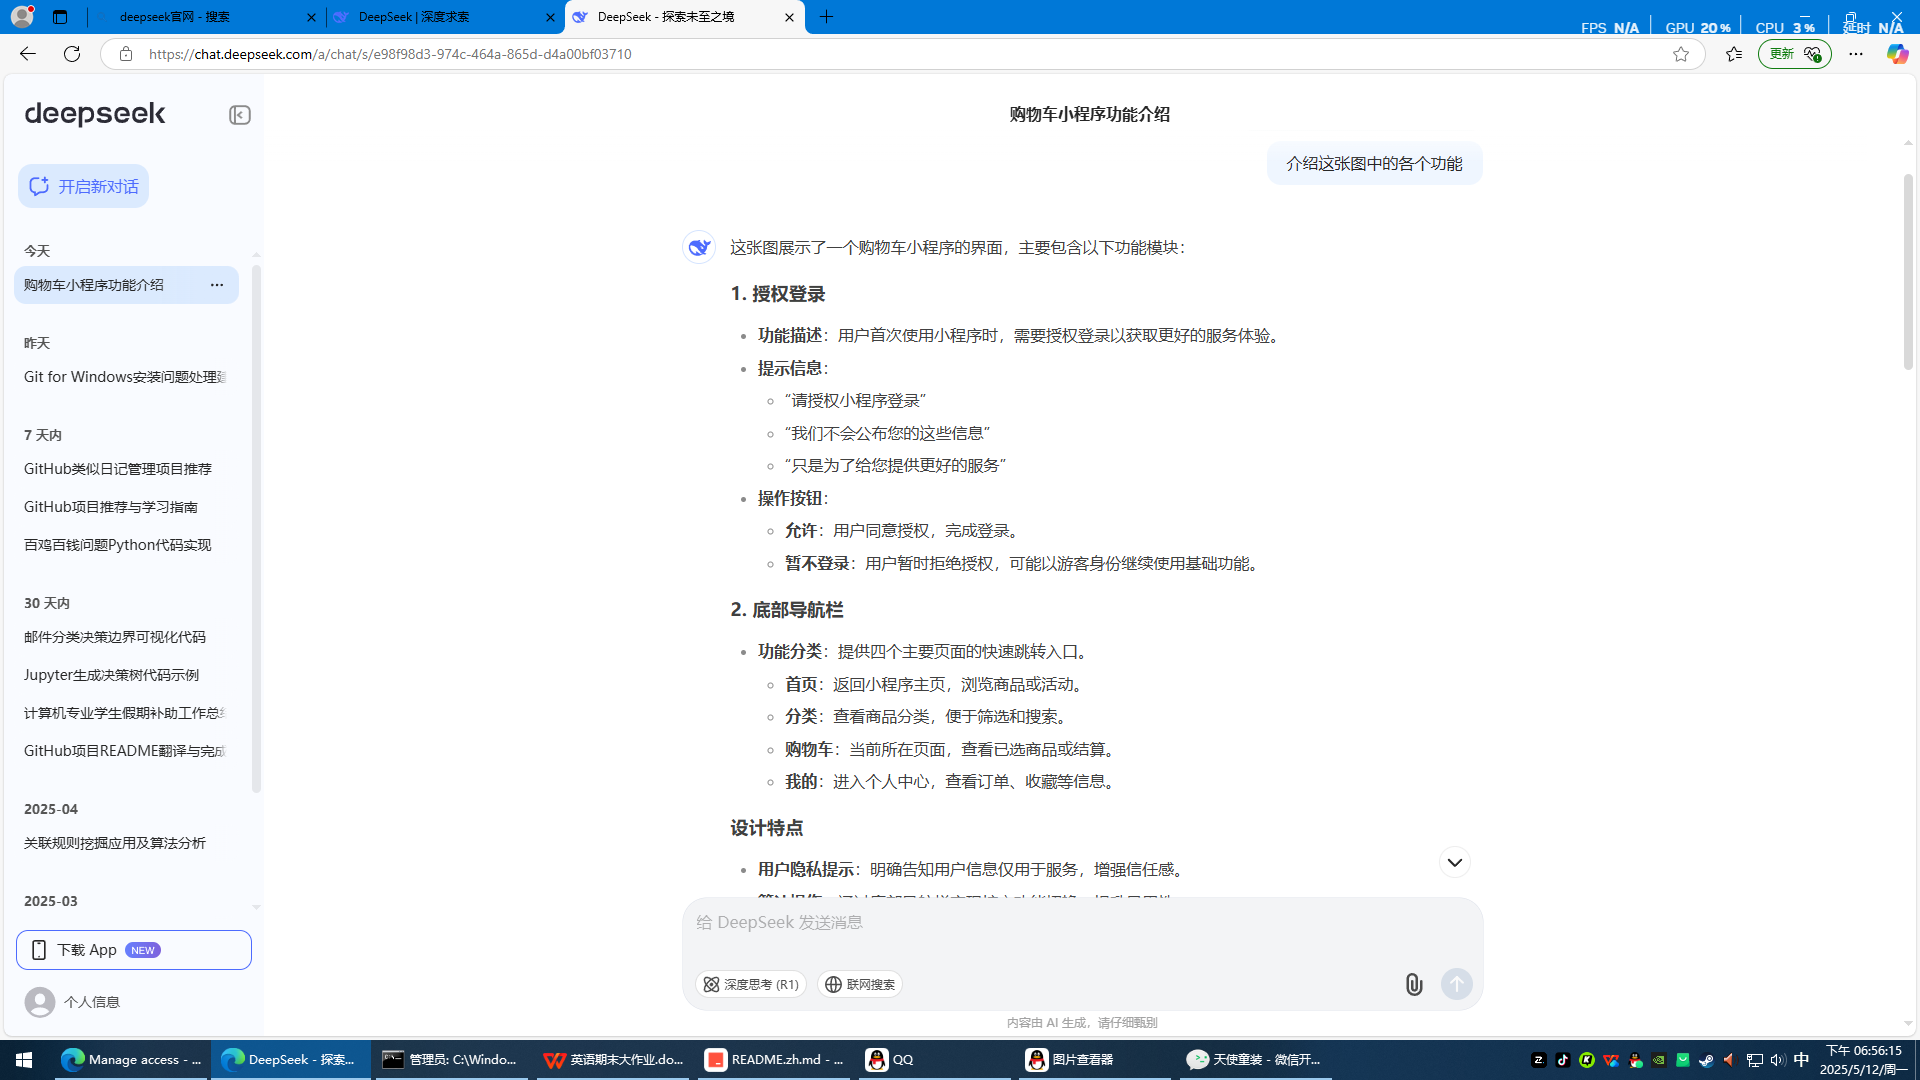 deepseek官网 - 搜索
DeepSeek | 深度求索
DeepSeek - 探索未至之境
FPS N/A
GPU 20%
CPU 3%
延时 N/A
https://chat.deepseek.com/a/chat/s/e98f98d3-974c-464a-865d-d4a00bf03710
更新
deepseek
开启新对话
今天
购物车小程序功能介绍
昨天
Git for Windows安装问题处理
7 天内
GitHub类似日记管理项目推荐
GitHub项目推荐与学习指南
百鸡百钱问题Python代码实现
30 天内
邮件分类决策边界可视化代码
Jupyter生成决策树代码示例
计算机专业学生假期补助工作总
GitHub项目README翻译与完成
2025-04
关联规则挖掘应用及算法分析
2025-03
下载 App NEW
个人信息
购物车小程序功能介绍
介绍这张图中的各个功能
这张图展示了一个购物车小程序的界面，主要包含以下功能模块：
1. 授权登录
功能描述：用户首次使用小程序时，需要授权登录以获取更好的服务体验。
提示信息：
“请授权小程序登录”
“我们不会公布您的这些信息”
“只是为了给您提供更好的服务”
操作按钮：
允许：用户同意授权，完成登录。
暂不登录：用户暂时拒绝授权，可能以游客身份继续使用基础功能。
2. 底部导航栏
功能分类：提供四个主要页面的快速跳转入口。
首页：返回小程序主页，浏览商品或活动。
分类：查看商品分类，便于筛选和搜索。
购物车：当前所在页面，查看已选商品或结算。
我的：进入个人中心，查看订单、收藏等信息。
设计特点
用户隐私提示：明确告知用户信息仅用于服务，增强信任感。
给 DeepSeek 发送消息
深度思考 (R1)
联网搜索
内容由 AI 生成，请仔细甄别
Manage access - ...
DeepSeek - 探索...
管理员: C:\Windo...
英语期末大作业.do...
README.zh.md - ...
QQ
图片查看器
天使童装 - 微信开...
中
下午 06:56:15
2025/5/12/周一